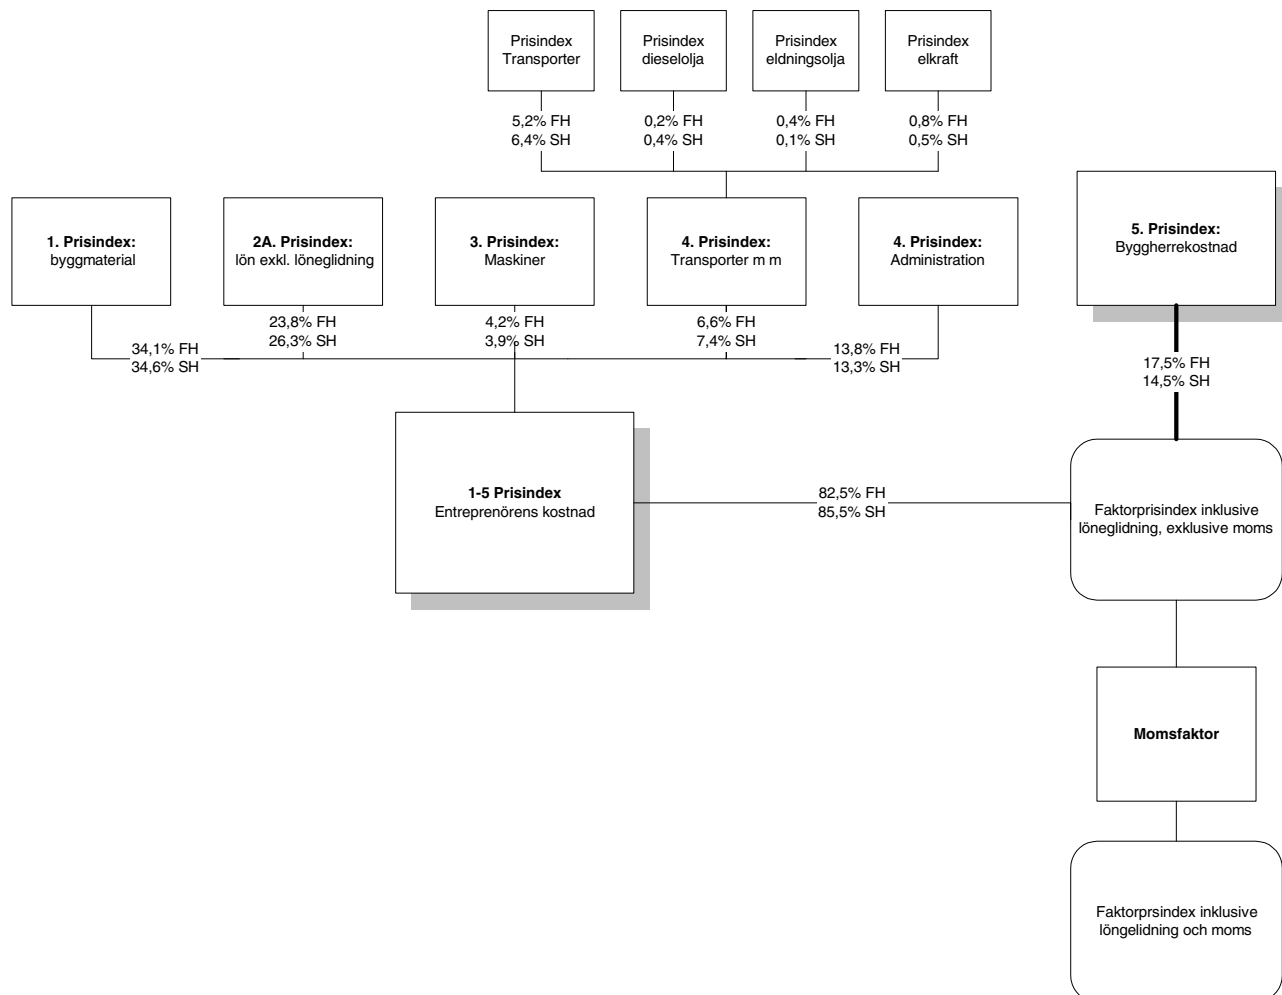 Prisindex
Transporter
Prisindex
dieselolja
Prisindex
eldningsolja
Prisindex
elkraft
5,2% FH
6,4% SH
0,2% FH
0,4% SH
0,4% FH
0,1% SH
0,8% FH
0,5% SH
1. Prisindex:
byggmaterial
2A. Prisindex:
lön exkl. löneglidning
3. Prisindex:
Maskiner
4. Prisindex:
Transporter m m
4. Prisindex:
Administration
5. Prisindex:
Byggherrekostnad
34,1% FH
34,6% SH
23,8% FH
26,3% SH
4,2% FH
3,9% SH
6,6% FH
7,4% SH
13,8% FH
13,3% SH
17,5% FH
14,5% SH
1-5 Prisindex
Entreprenörens kostnad
82,5% FH
85,5% SH
Faktorprisindex inklusive
löneglidning, exklusive moms
Momsfaktor
Faktorprsindex inklusive
löngelidning och moms